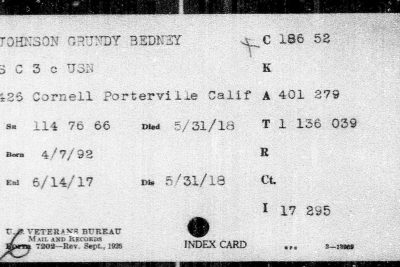 JOHNSON GRUNDY BEDNEY C 186 52
S C 3 c USN K
426 Cornell Porterville Calif A 401 279
Sn 114 76 66 Died 5/31/18 T 1 136 039
Born 4/7/92 R
Enl 6/14/17 Dis 5/31/18 Ct.
I 17 295
U. S. VETERANS BUREAU
MAIL AND RECORDS
Form 7202—Rev. Sept., 1926 INDEX CARD